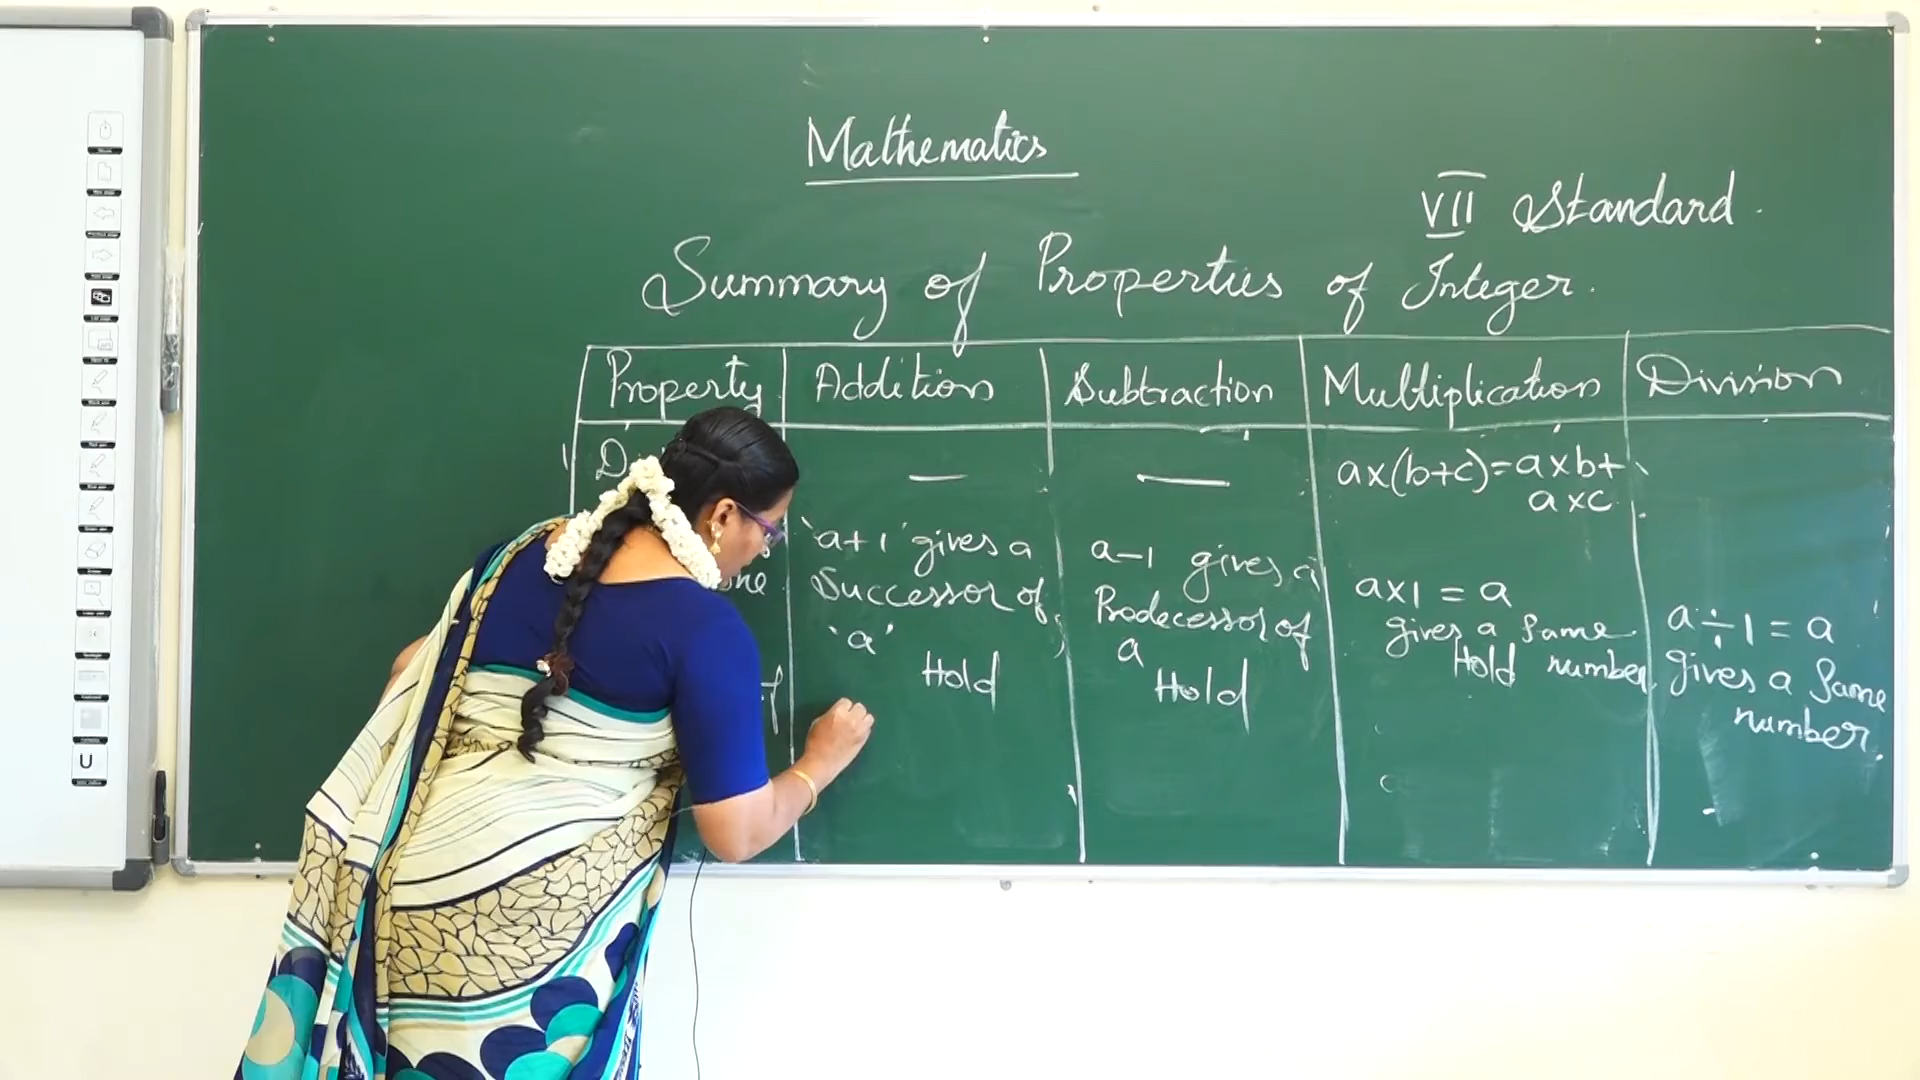 Mathematics
VII Standard.
Summary of Properties of Integer.
Property Addition Subtraction Multiplication Division
— — ax(b+c)=axb+
axc
'a+1' gives a
Successor of
'a'
Hold
a-1 gives a
Prodecessor of
a
Hold
ax1 = a
gives a Same
Hold number
a÷1 = a
gives a Same
number.
U